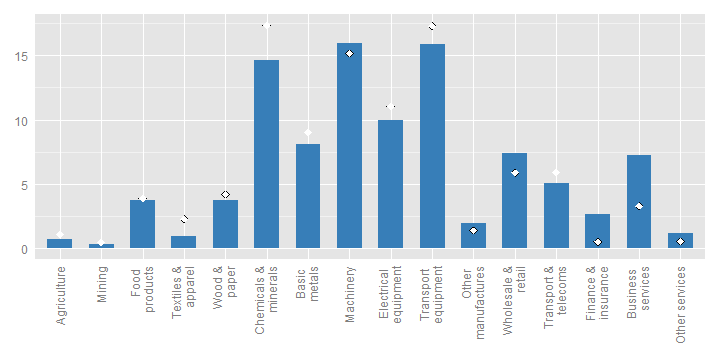 15
10
5
0
Agriculture
Mining
Food
products
Textiles &
apparel
Wood &
paper
Chemicals &
minerals
Basic
metals
Machinery
Electrical
equipment
Transport
equipment
Other
manufactures
Wholesale &
retail
Transport &
telecoms
Finance &
insurance
Business
services
Other services